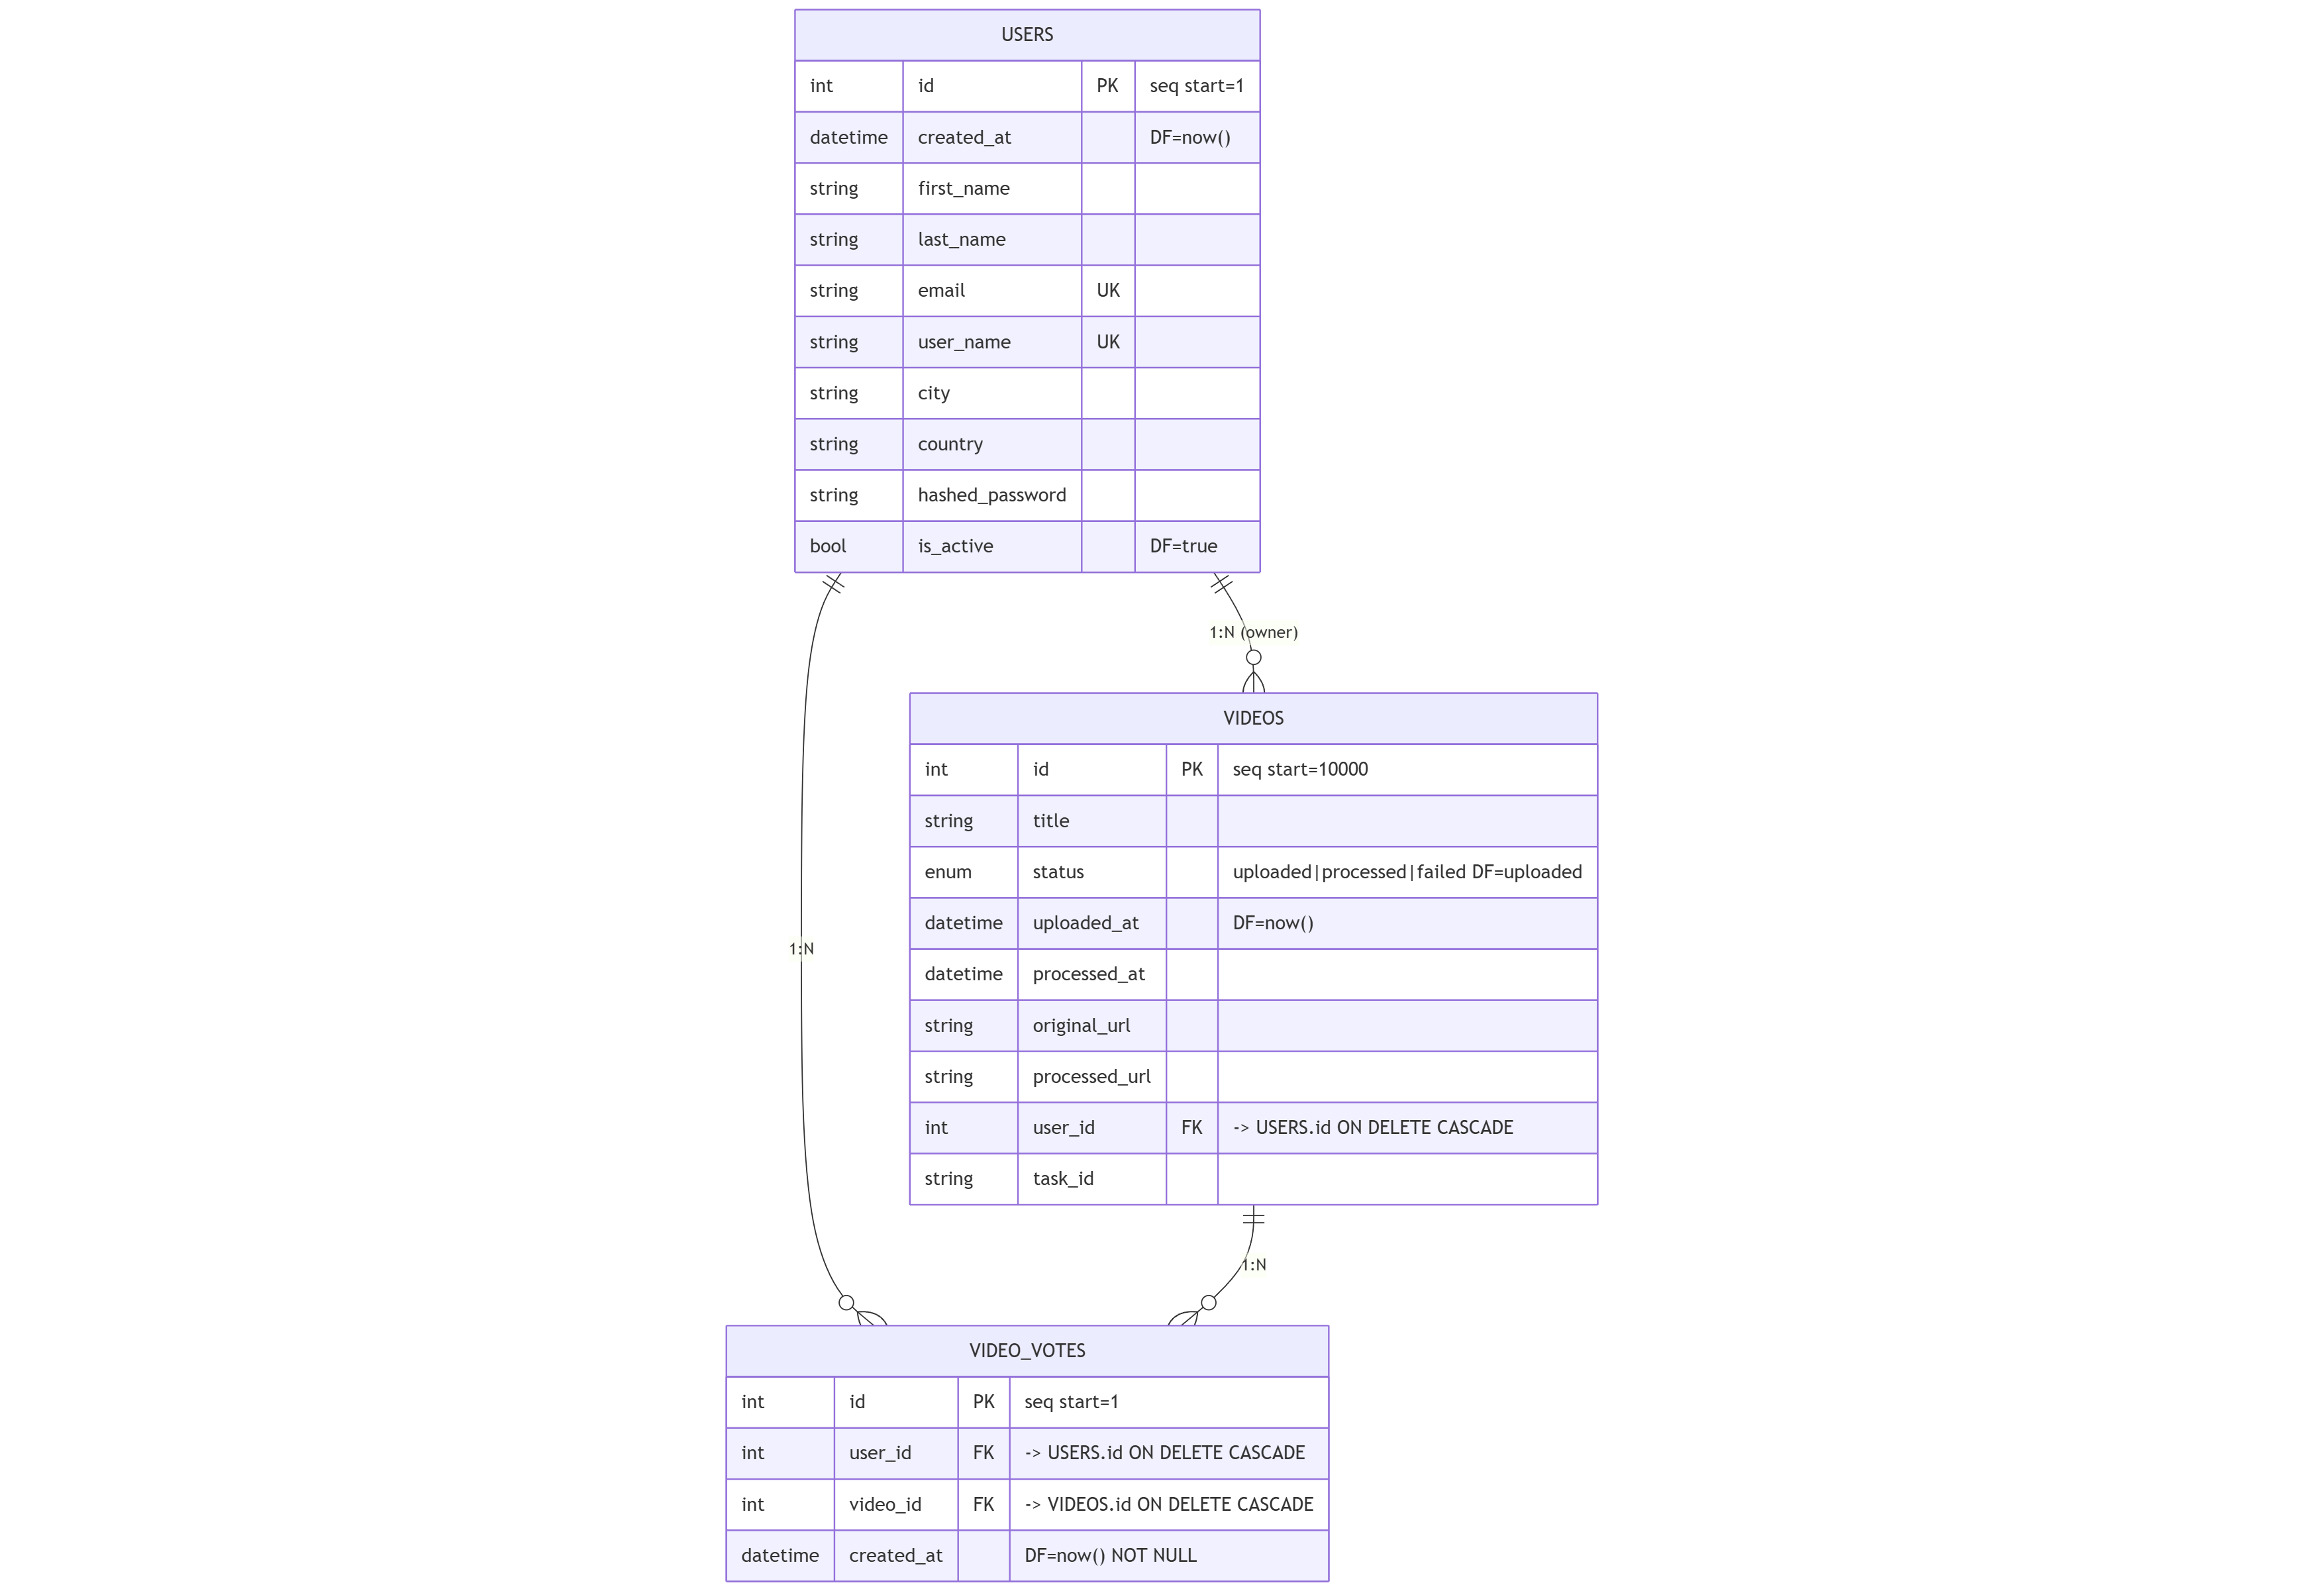 USERS
int id PK seq start=1
datetime created_at DF=now()
string first_name
string last_name
string email UK
string user_name UK
string city
string country
string hashed_password
bool is_active DF=true
1:N (owner)
VIDEOS
int id PK seq start=10000
string title
enum status uploaded|processed|failed DF=uploaded
datetime uploaded_at DF=now()
1:N
datetime processed_at
string original_url
string processed_url
int user_id FK -> USERS.id ON DELETE CASCADE
string task_id
1:N
VIDEO_VOTES
int id PK seq start=1
int user_id FK -> USERS.id ON DELETE CASCADE
int video_id FK -> VIDEOS.id ON DELETE CASCADE
datetime created_at DF=now() NOT NULL